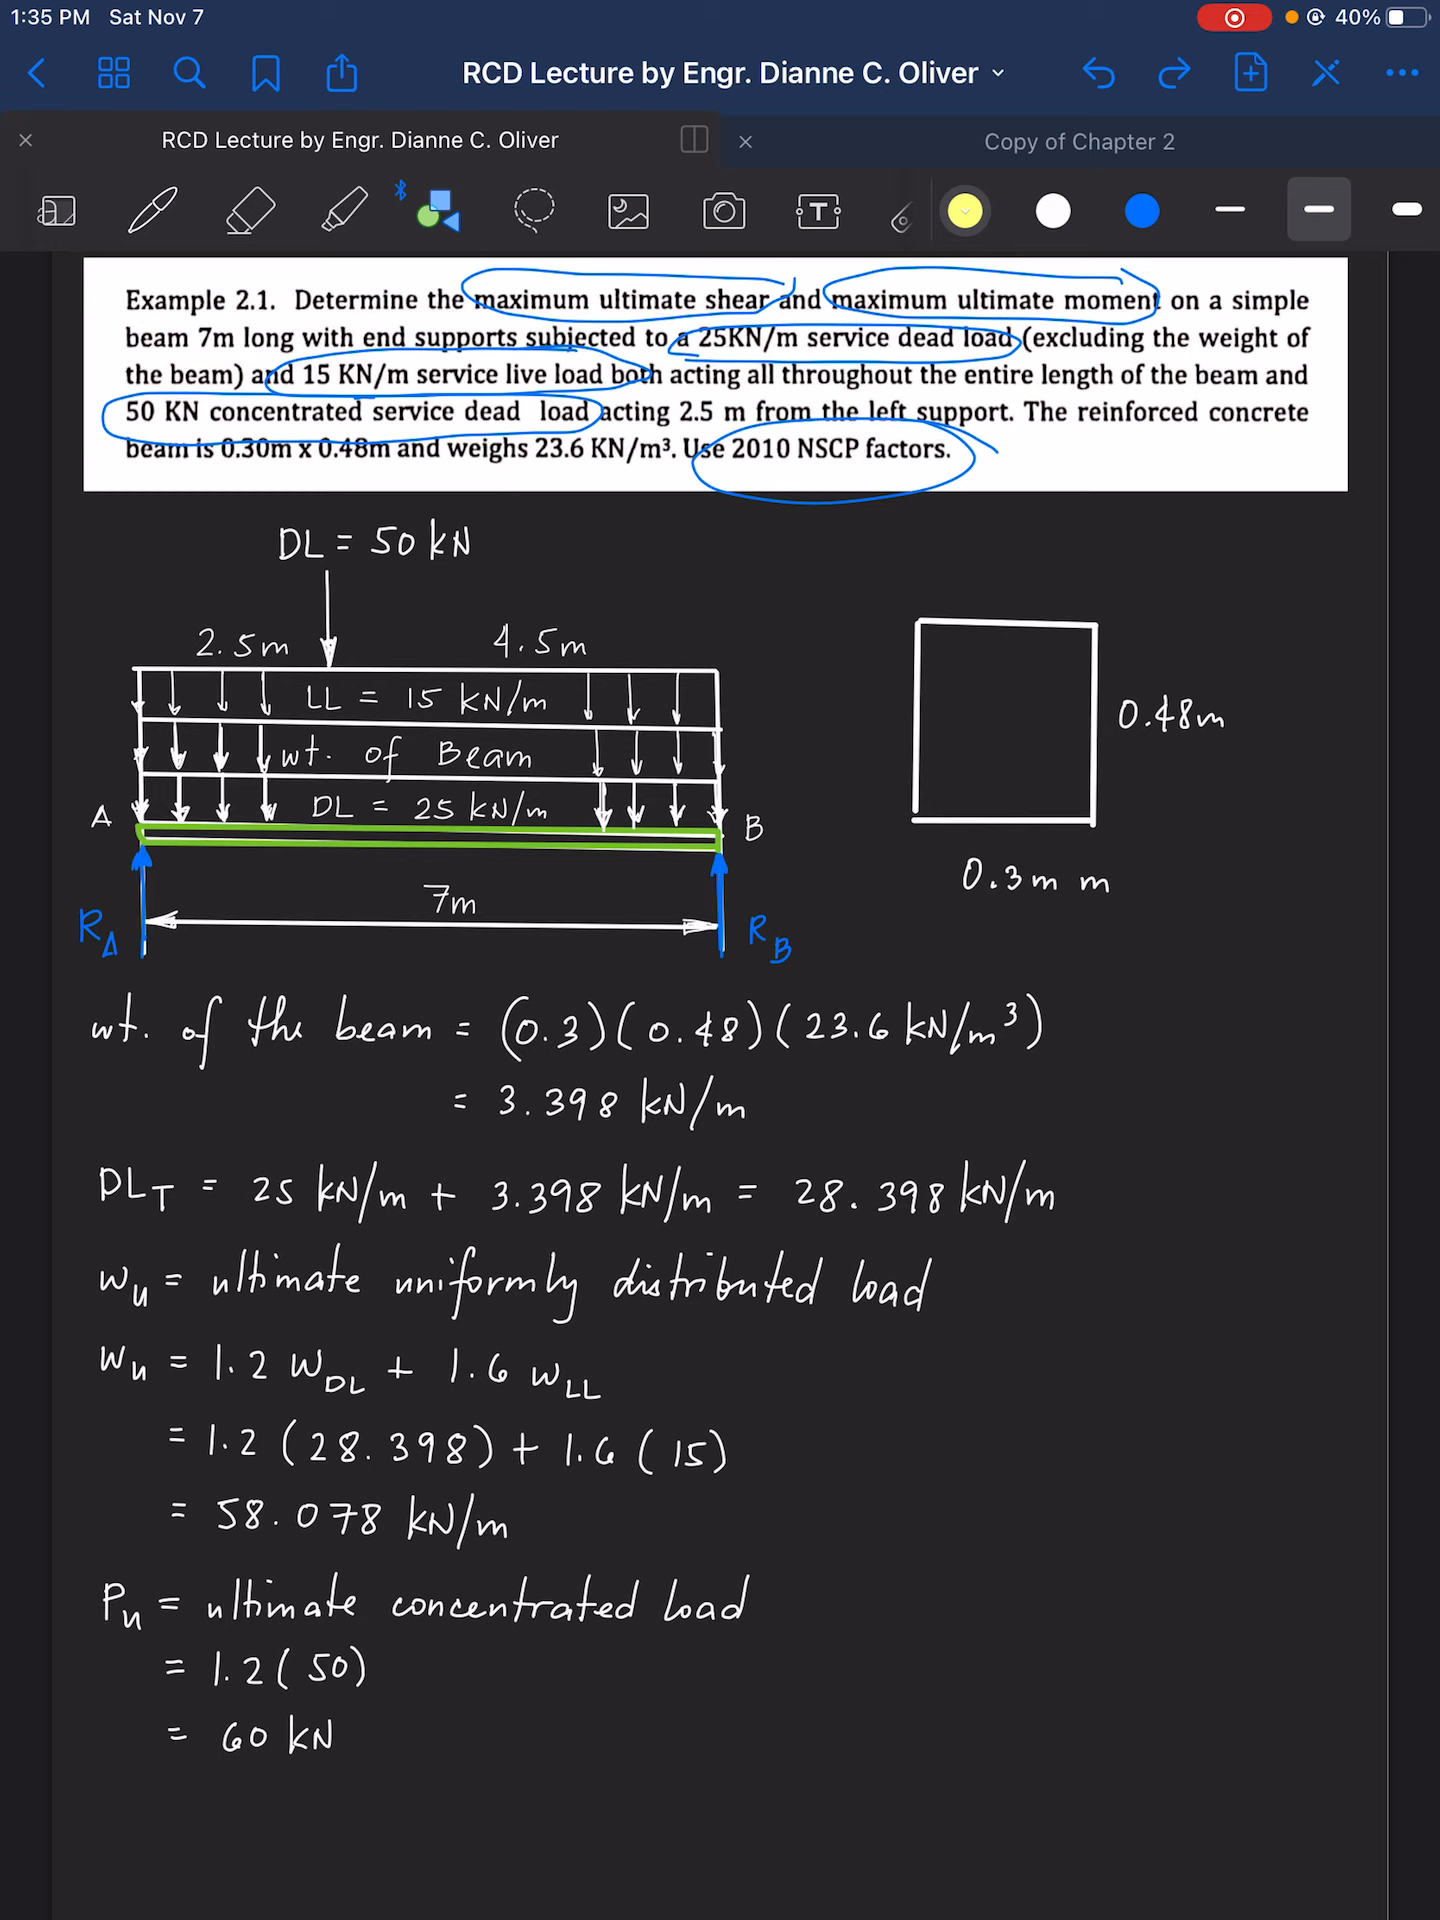 1:35 PM Sat Nov 7 40%
RCD Lecture by Engr. Dianne C. Oliver
RCD Lecture by Engr. Dianne C. Oliver
Copy of Chapter 2
T
Example 2.1. Determine the maximum ultimate shear and maximum ultimate moment on a simple
beam 7m long with end supports subjected to a 25KN/m service dead load (excluding the weight of
the beam) and 15 KN/m service live load both acting all throughout the entire length of the beam and
50 KN concentrated service dead load acting 2.5 m from the left support. The reinforced concrete
beam is 0.30m x 0.48m and weighs 23.6 KN/m³. Use 2010 NSCP factors.
DL = 50 kN
2.5m 4.5m
LL = 15 kN/m
wt. of Beam
DL = 25 kN/m
A
B
7m
R_A
R_B
0.48m
0.3m m
wt. of the beam = (0.3)(0.48)(23.6 kN/m³)
= 3.398 kN/m
DL_T = 25 kN/m + 3.398 kN/m = 28.398 kN/m
W_u = ultimate uniformly distributed load
W_u = 1.2 W_DL + 1.6 W_LL
= 1.2 (28.398) + 1.6 (15)
= 58.078 kN/m
P_u = ultimate concentrated load
= 1.2 (50)
= 60 kN